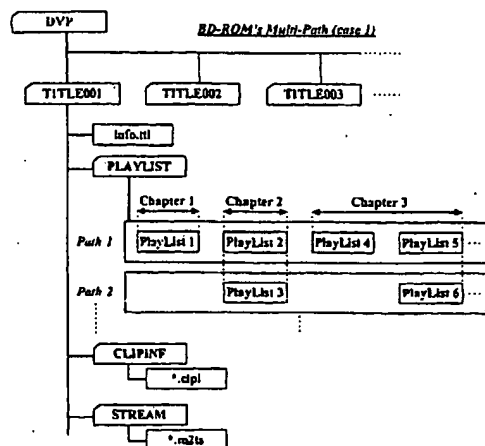 DVP
BD-ROM's Multi-Path (case 1)
TITLE001
TITLE002
TITLE003
info.ttl
PLAYLIST
Chapter 1
Chapter 2
Chapter 3
Path 1
PlayList 1
PlayList 2
PlayList 4
PlayList 5
Path 2
PlayList 3
PlayList 6
CLIPINF
*.clpi
STREAM
*.m2ts